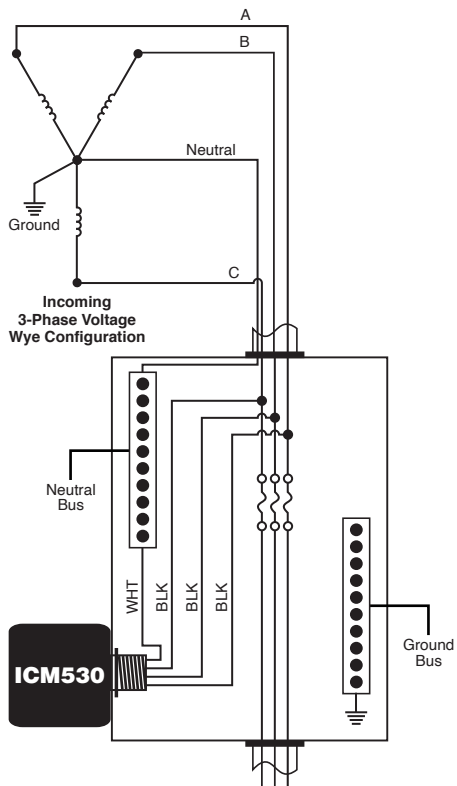 A
B
Neutral
Ground
C
Incoming
3-Phase Voltage
Wye Configuration
Neutral
Bus
WHT
BLK
BLK
BLK
ICM530
Ground
Bus